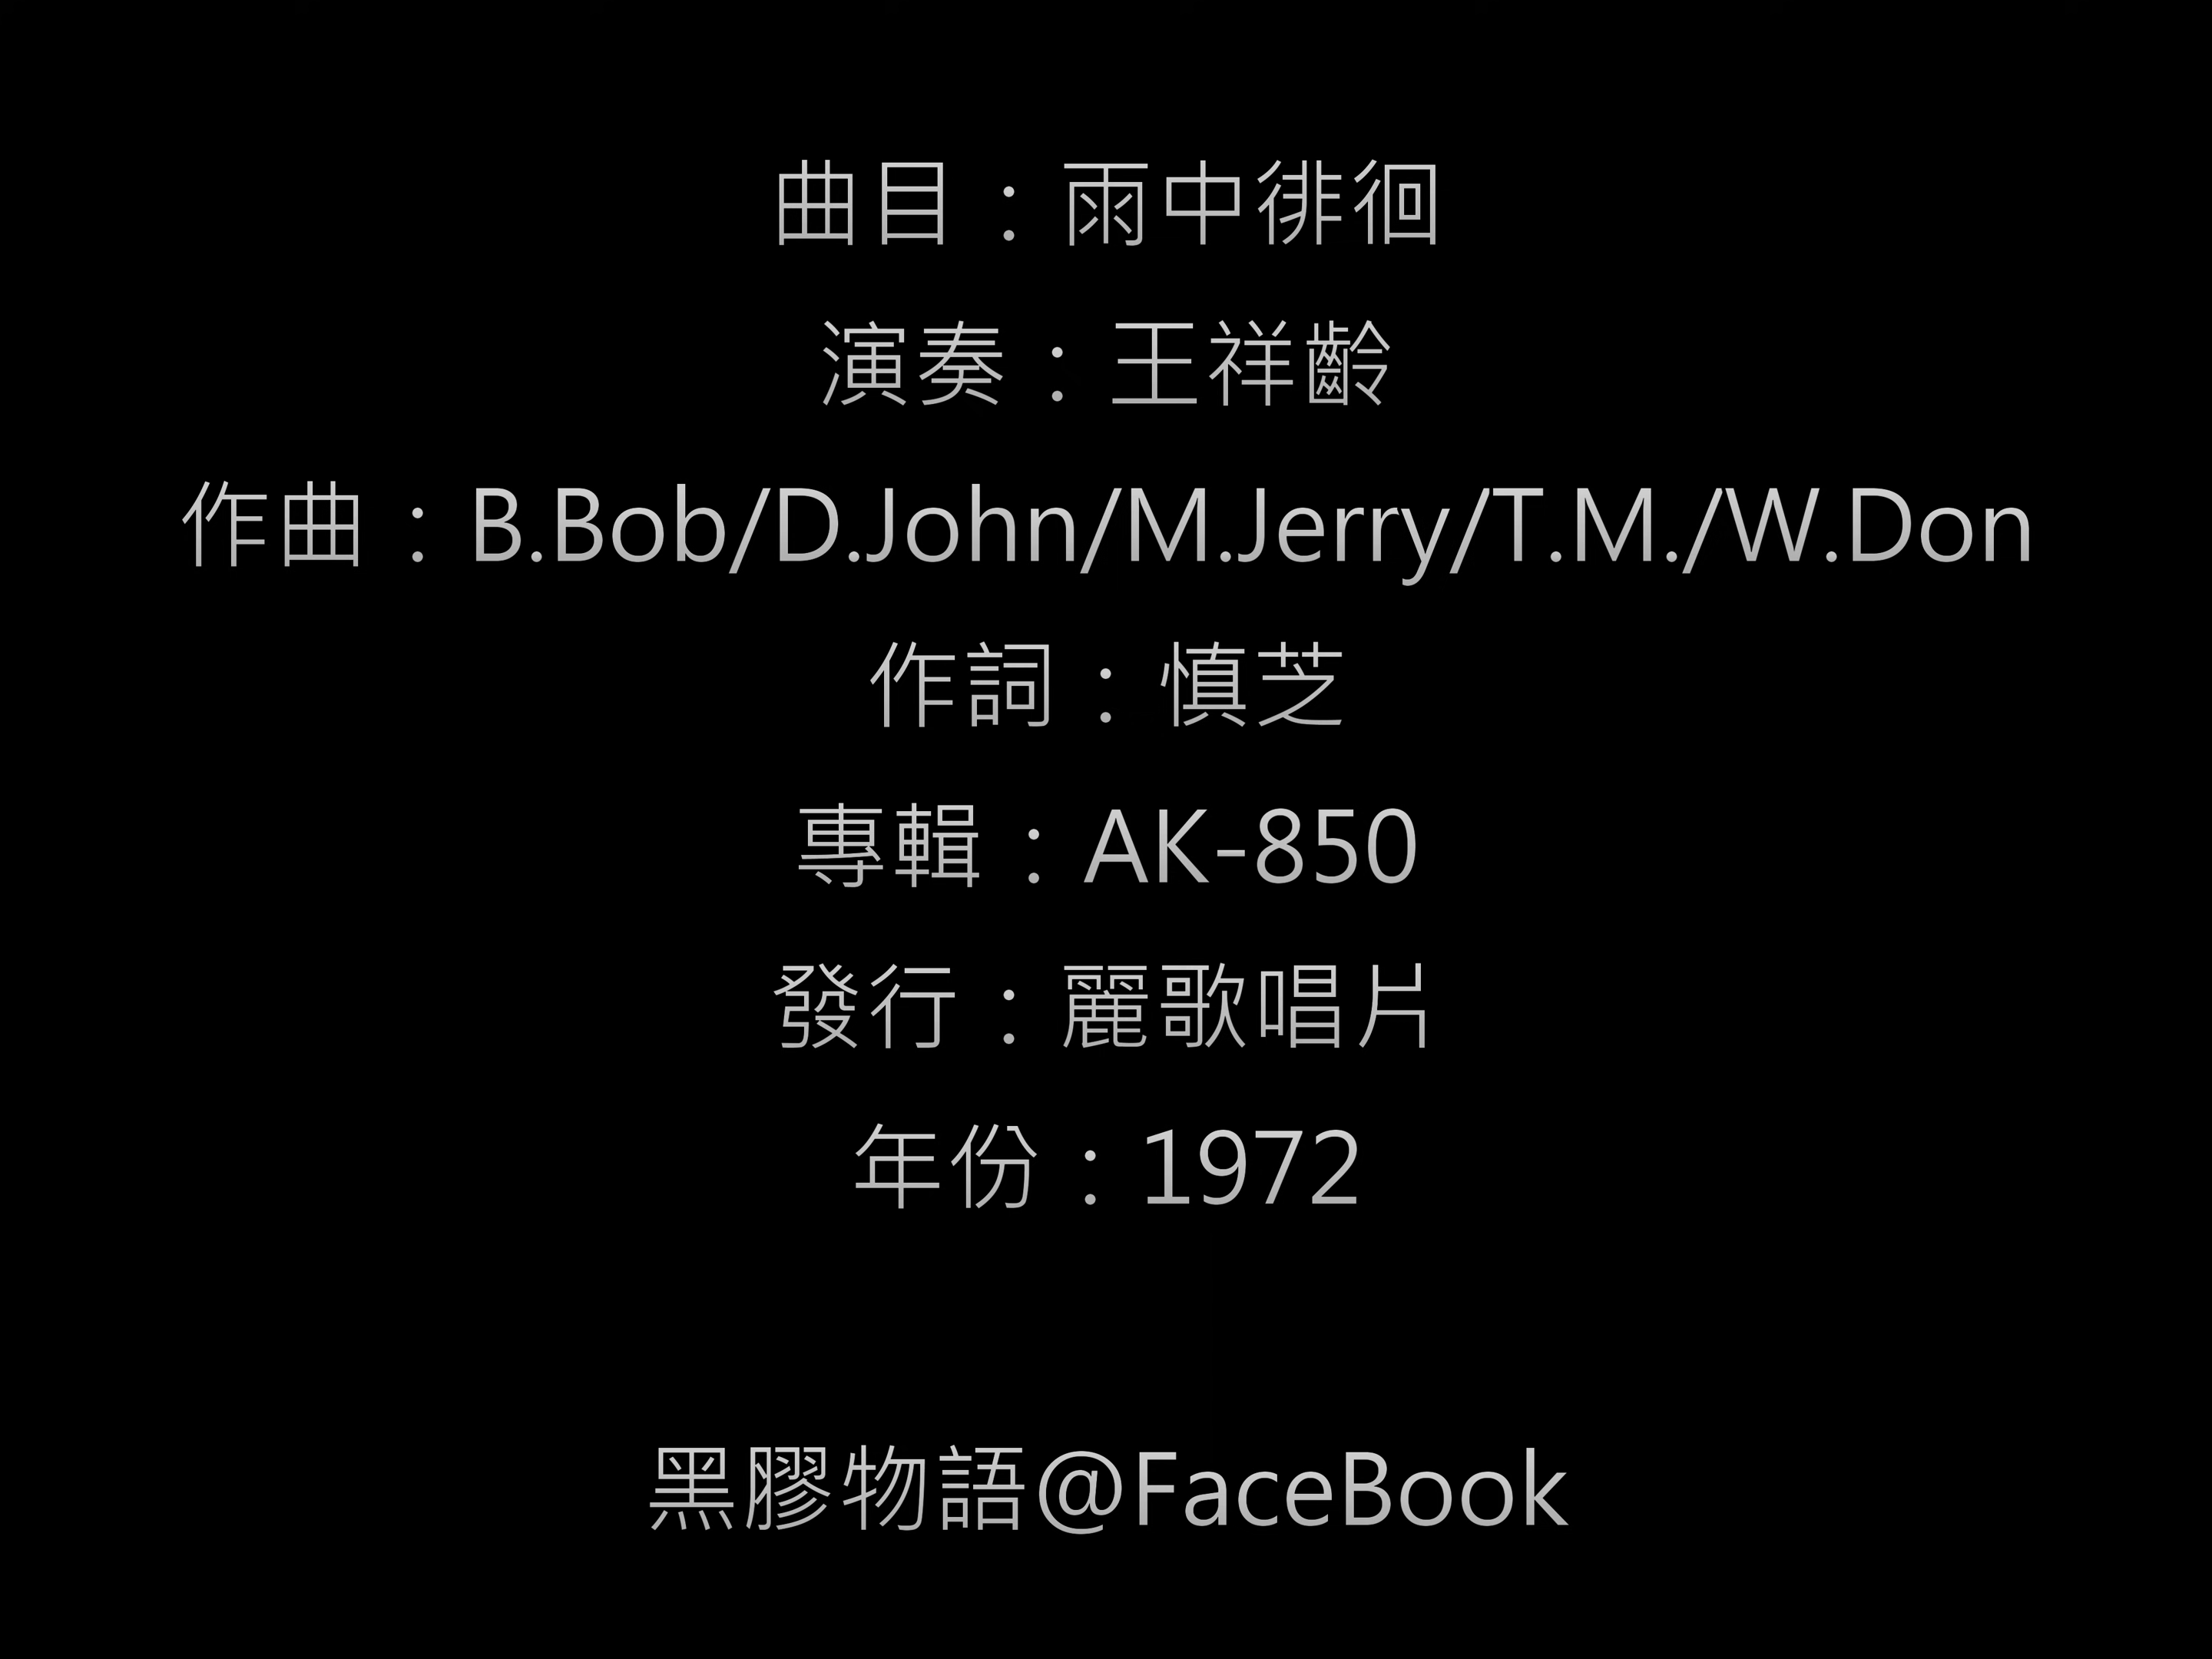 曲目：雨中徘徊
演奏：王祥齡
作曲：B.Bob/D.John/M.Jerry/T.M./W.Don
作詞：慎芝
專輯：AK-850
發行：麗歌唱片
年份：1972
黑膠物語@FaceBook